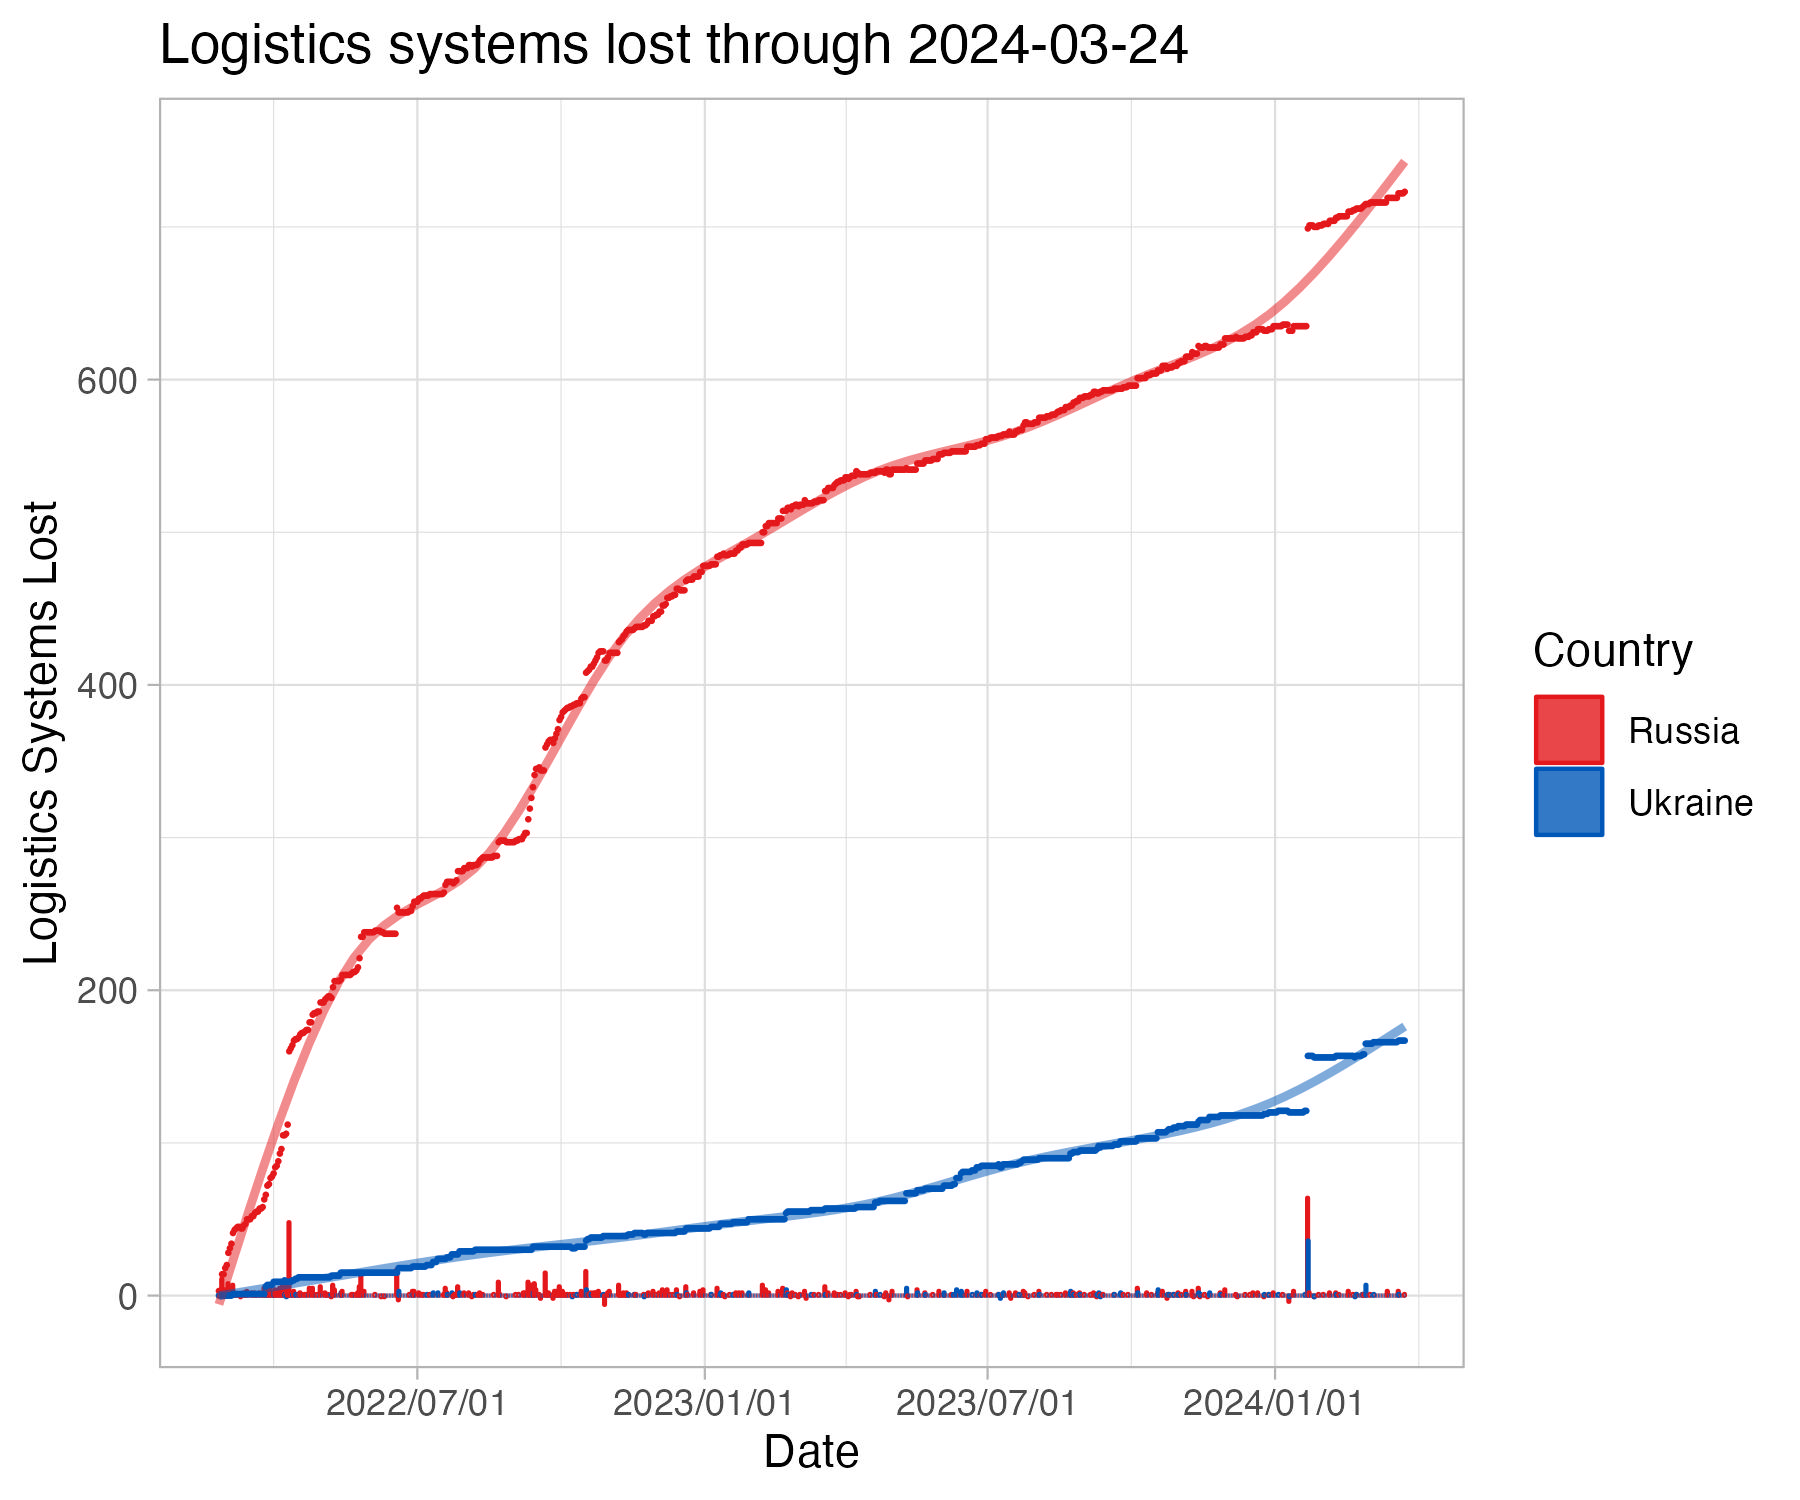 Logistics systems lost through 2024-03-24
Logistics Systems Lost
600
400
200
0
2022/07/01
2023/01/01
2023/07/01
2024/01/01
Date
Country
Russia
Ukraine